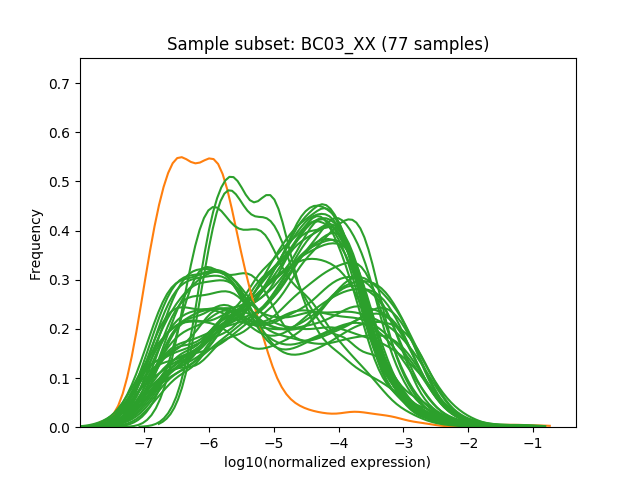 Sample subset: BC03_XX (77 samples)
Frequency
0.7
0.6
0.5
0.4
0.3
0.2
0.1
0.0
−7 −6 −5 −4 −3 −2 −1
log10(normalized expression)